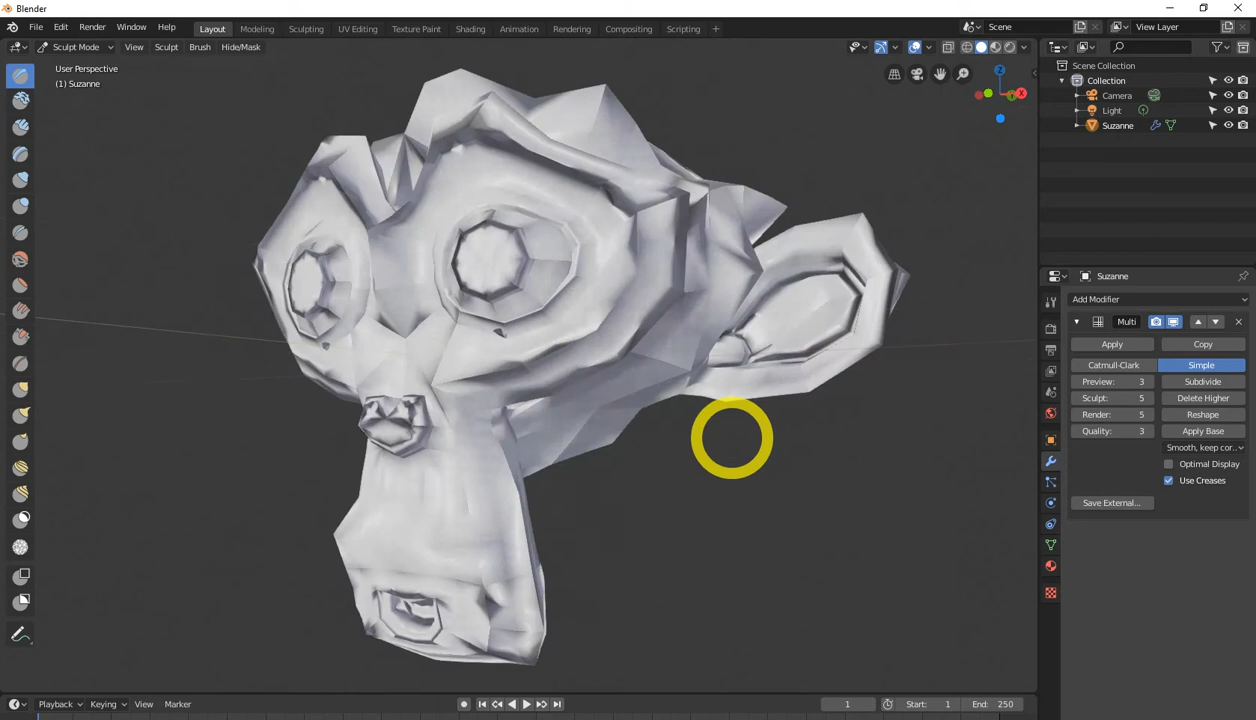 Blender
File Edit Render Window Help
Layout Modeling Sculpting UV Editing Texture Paint Shading Animation Rendering Compositing Scripting +
Scene
View Layer
Sculpt Mode View Sculpt Brush Hide/Mask
User Perspective
(1) Suzanne
Z
X
Y
Scene Collection
Collection
Camera
Light
Suzanne
Suzanne
Add Modifier
Multi
Apply Copy
Catmull-Clark Simple
Preview: 3 Subdivide
Sculpt: 5 Delete Higher
Render: 5 Reshape
Quality: 3 Apply Base
Smooth, keep cor..
Optimal Display
Use Creases
Save External...
Playback Keying View Marker
1
Start: 1 End: 250